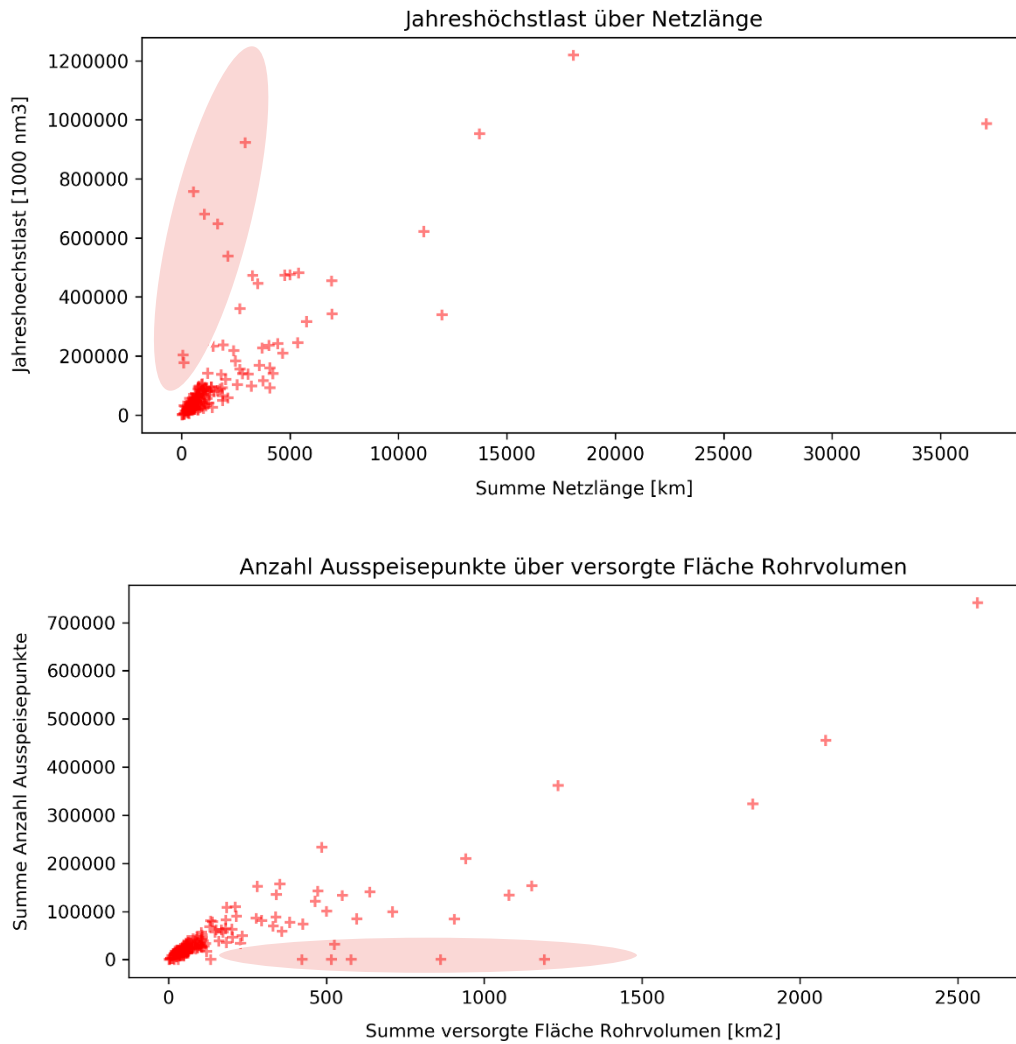 Jahreshöchstlast über Netzlänge
Jahreshoechstlast [1000 nm3]
1200000
1000000
800000
600000
400000
200000
0
0 5000 10000 15000 20000 25000 30000 35000
Summe Netzlänge [km]
Anzahl Ausspeisepunkte über versorgte Fläche Rohrvolumen
Summe Anzahl Ausspeisepunkte
700000
600000
500000
400000
300000
200000
100000
0
0 500 1000 1500 2000 2500
Summe versorgte Fläche Rohrvolumen [km2]